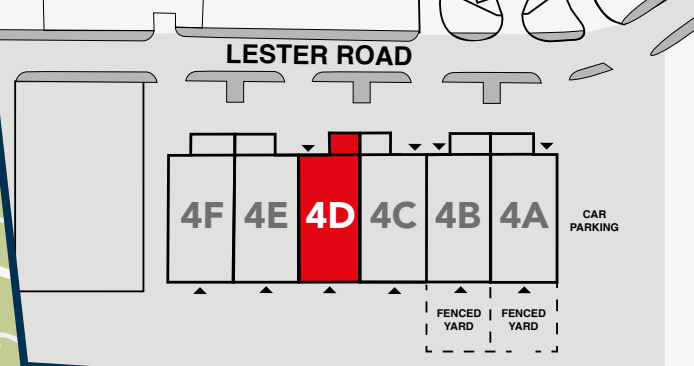 LESTER ROAD
4F 4E 4D 4C 4B 4A
CAR
PARKING
FENCED
YARD
FENCED
YARD